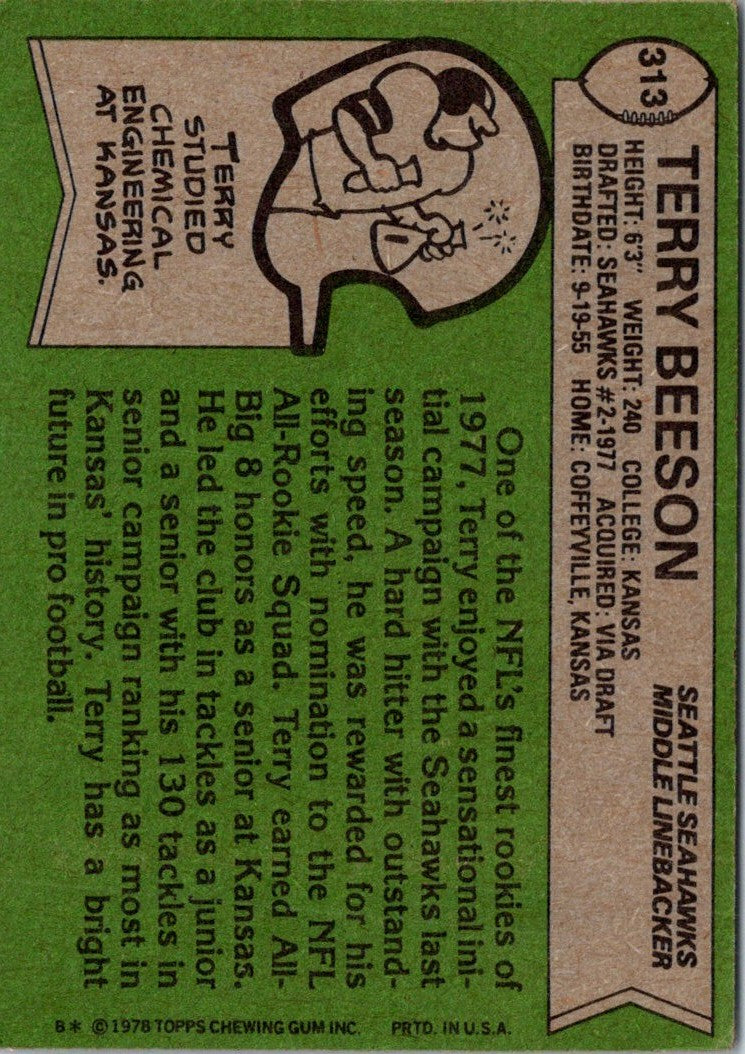 313
TERRY BEESON
SEATTLE SEAHAWKS
MIDDLE LINEBACKER
HEIGHT: 6'3" WEIGHT: 240 COLLEGE: KANSAS
DRAFTED: SEAHAWKS #2-1977 ACQUIRED: VIA DRAFT
BIRTHDATE: 9-19-55 HOME: COFFEYVILLE, KANSAS
TERRY
STUDIED
CHEMICAL
ENGINEERING
AT KANSAS.
One of the NFL's finest rookies of
1977, Terry enjoyed a sensational ini-
tial campaign with the Seahawks last
season. A hard hitter with outstand-
ing speed, he was rewarded for his
efforts with nomination to the NFL
All-Rookie Squad. Terry earned All-
Big 8 honors as a senior at Kansas.
He led the club in tackles as a junior
and a senior with his 130 tackles in
senior campaign ranking as most in
Kansas' history. Terry has a bright
future in pro football.
B* ©1978 TOPPS CHEWING GUM INC. PRTD. IN U.S.A.